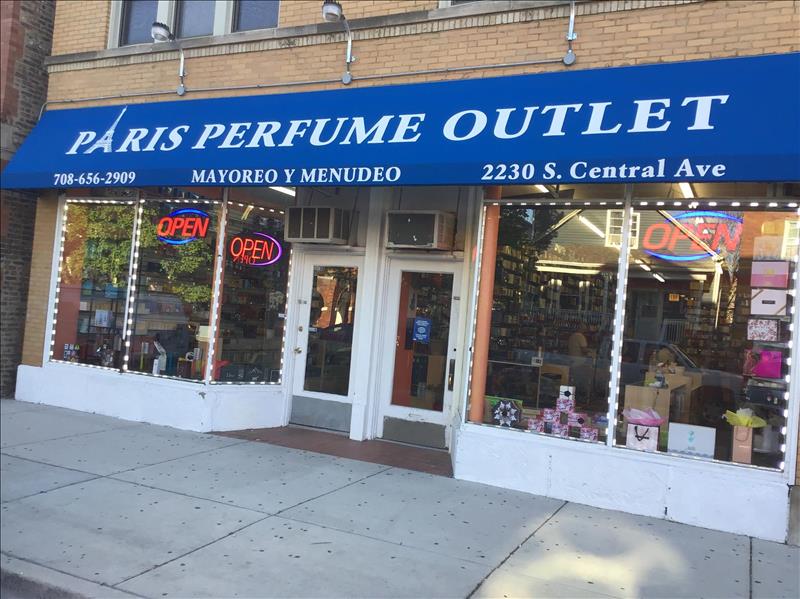 PARIS PERFUME OUTLET
708-656-2909 MAYOREO Y MENUDEO 2230 S. Central Ave
OPEN
OPEN
OPEN